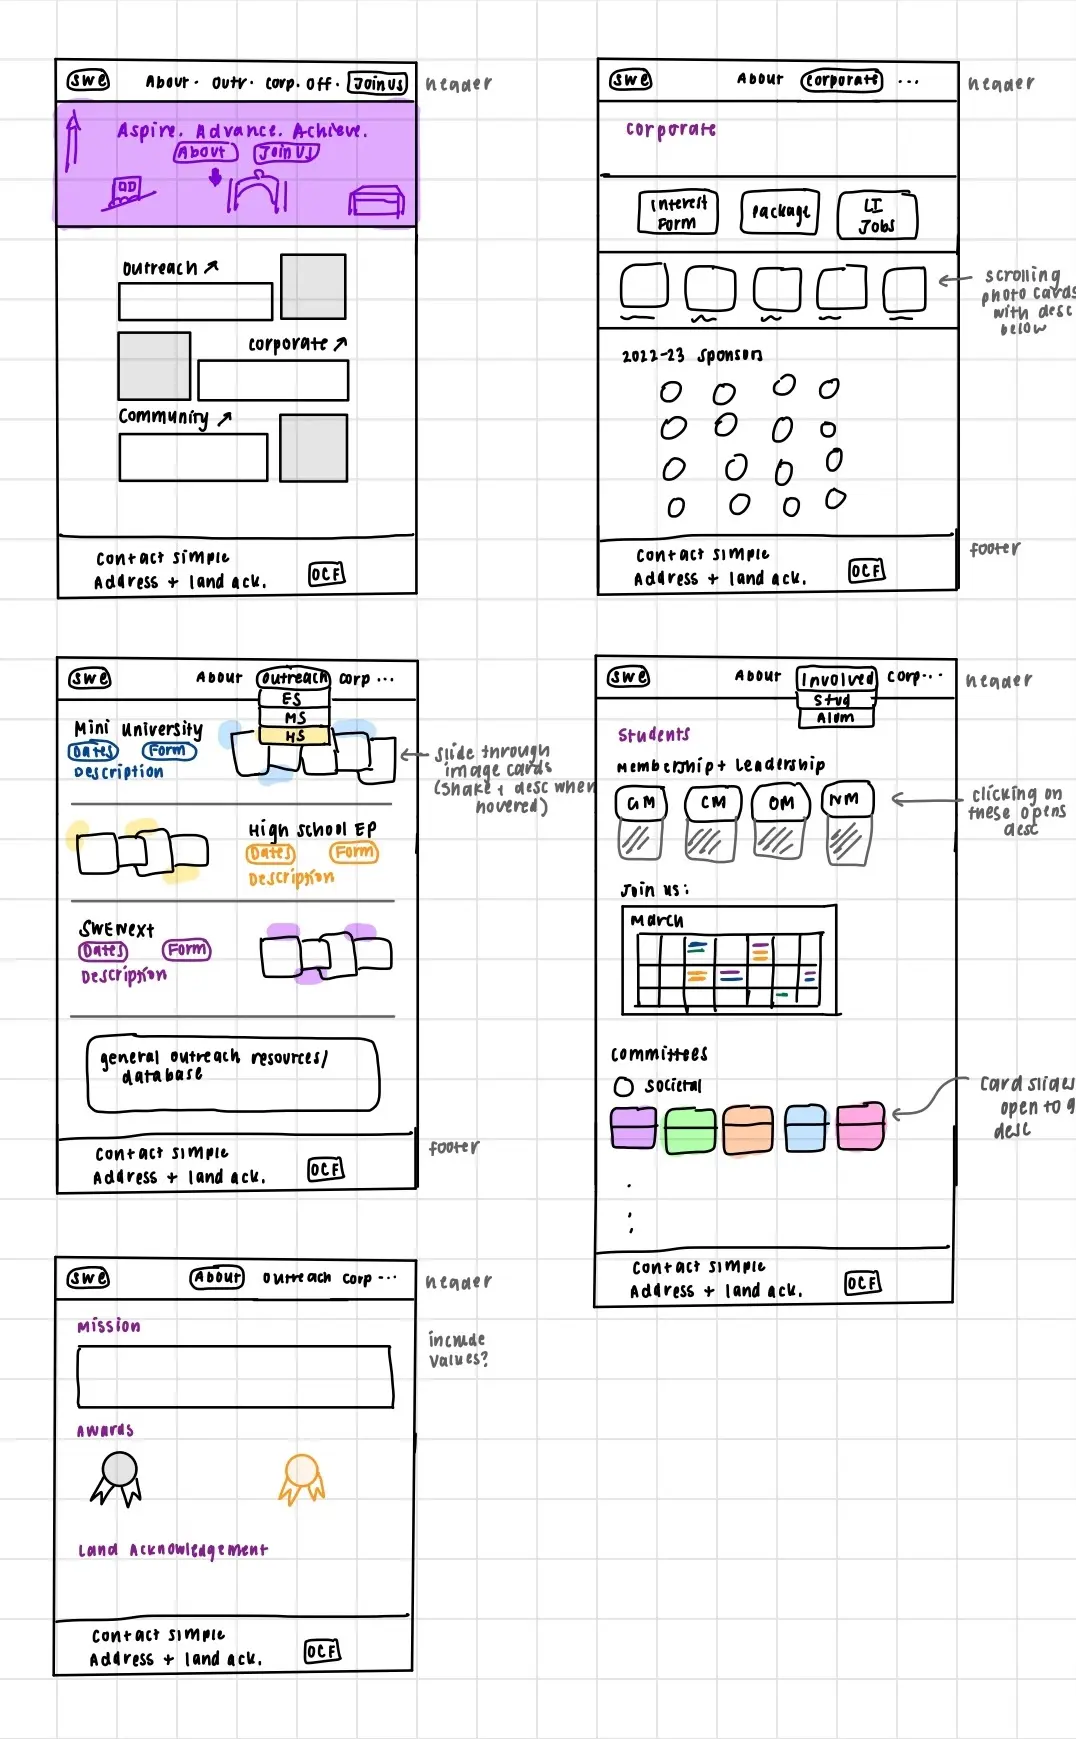 swe About · Outr. corp. Off. Join us header
Aspire. Advance. Achieve.
About Join Us
Outreach ↗
corporate ↗
Community ↗
Contact simple
Address + land ack. OCF
swe About Corporate ... header
corporate
Interest Form
Package
LI Jobs
scrolling
photo cards
with desc
below
2022-23 sponsors
Contact simple
Address + land ack. OCF
footer
swe About Outreach corp ...
ES
MS
HS
Mini University
Dates Form
Description
slide through
image cards
(shake + desc when
hovered)
High school EP
Dates Form
Description
SWENext
Dates Form
Description
general outreach resources/
database
Contact simple
Address + land ack. OCF
footer
swe About Involved corp... header
Stud
Alum
Students
Membership + Leadership
GM CM OM NM
clicking on
these opens
desc
Join us:
March
Committees
societal
card slides
open to g
desc
Contact simple
Address + land ack. OCF
swe About outreach corp ... header
Mission
include
values?
Awards
Land Acknowledgement
Contact simple
Address + land ack. OCF